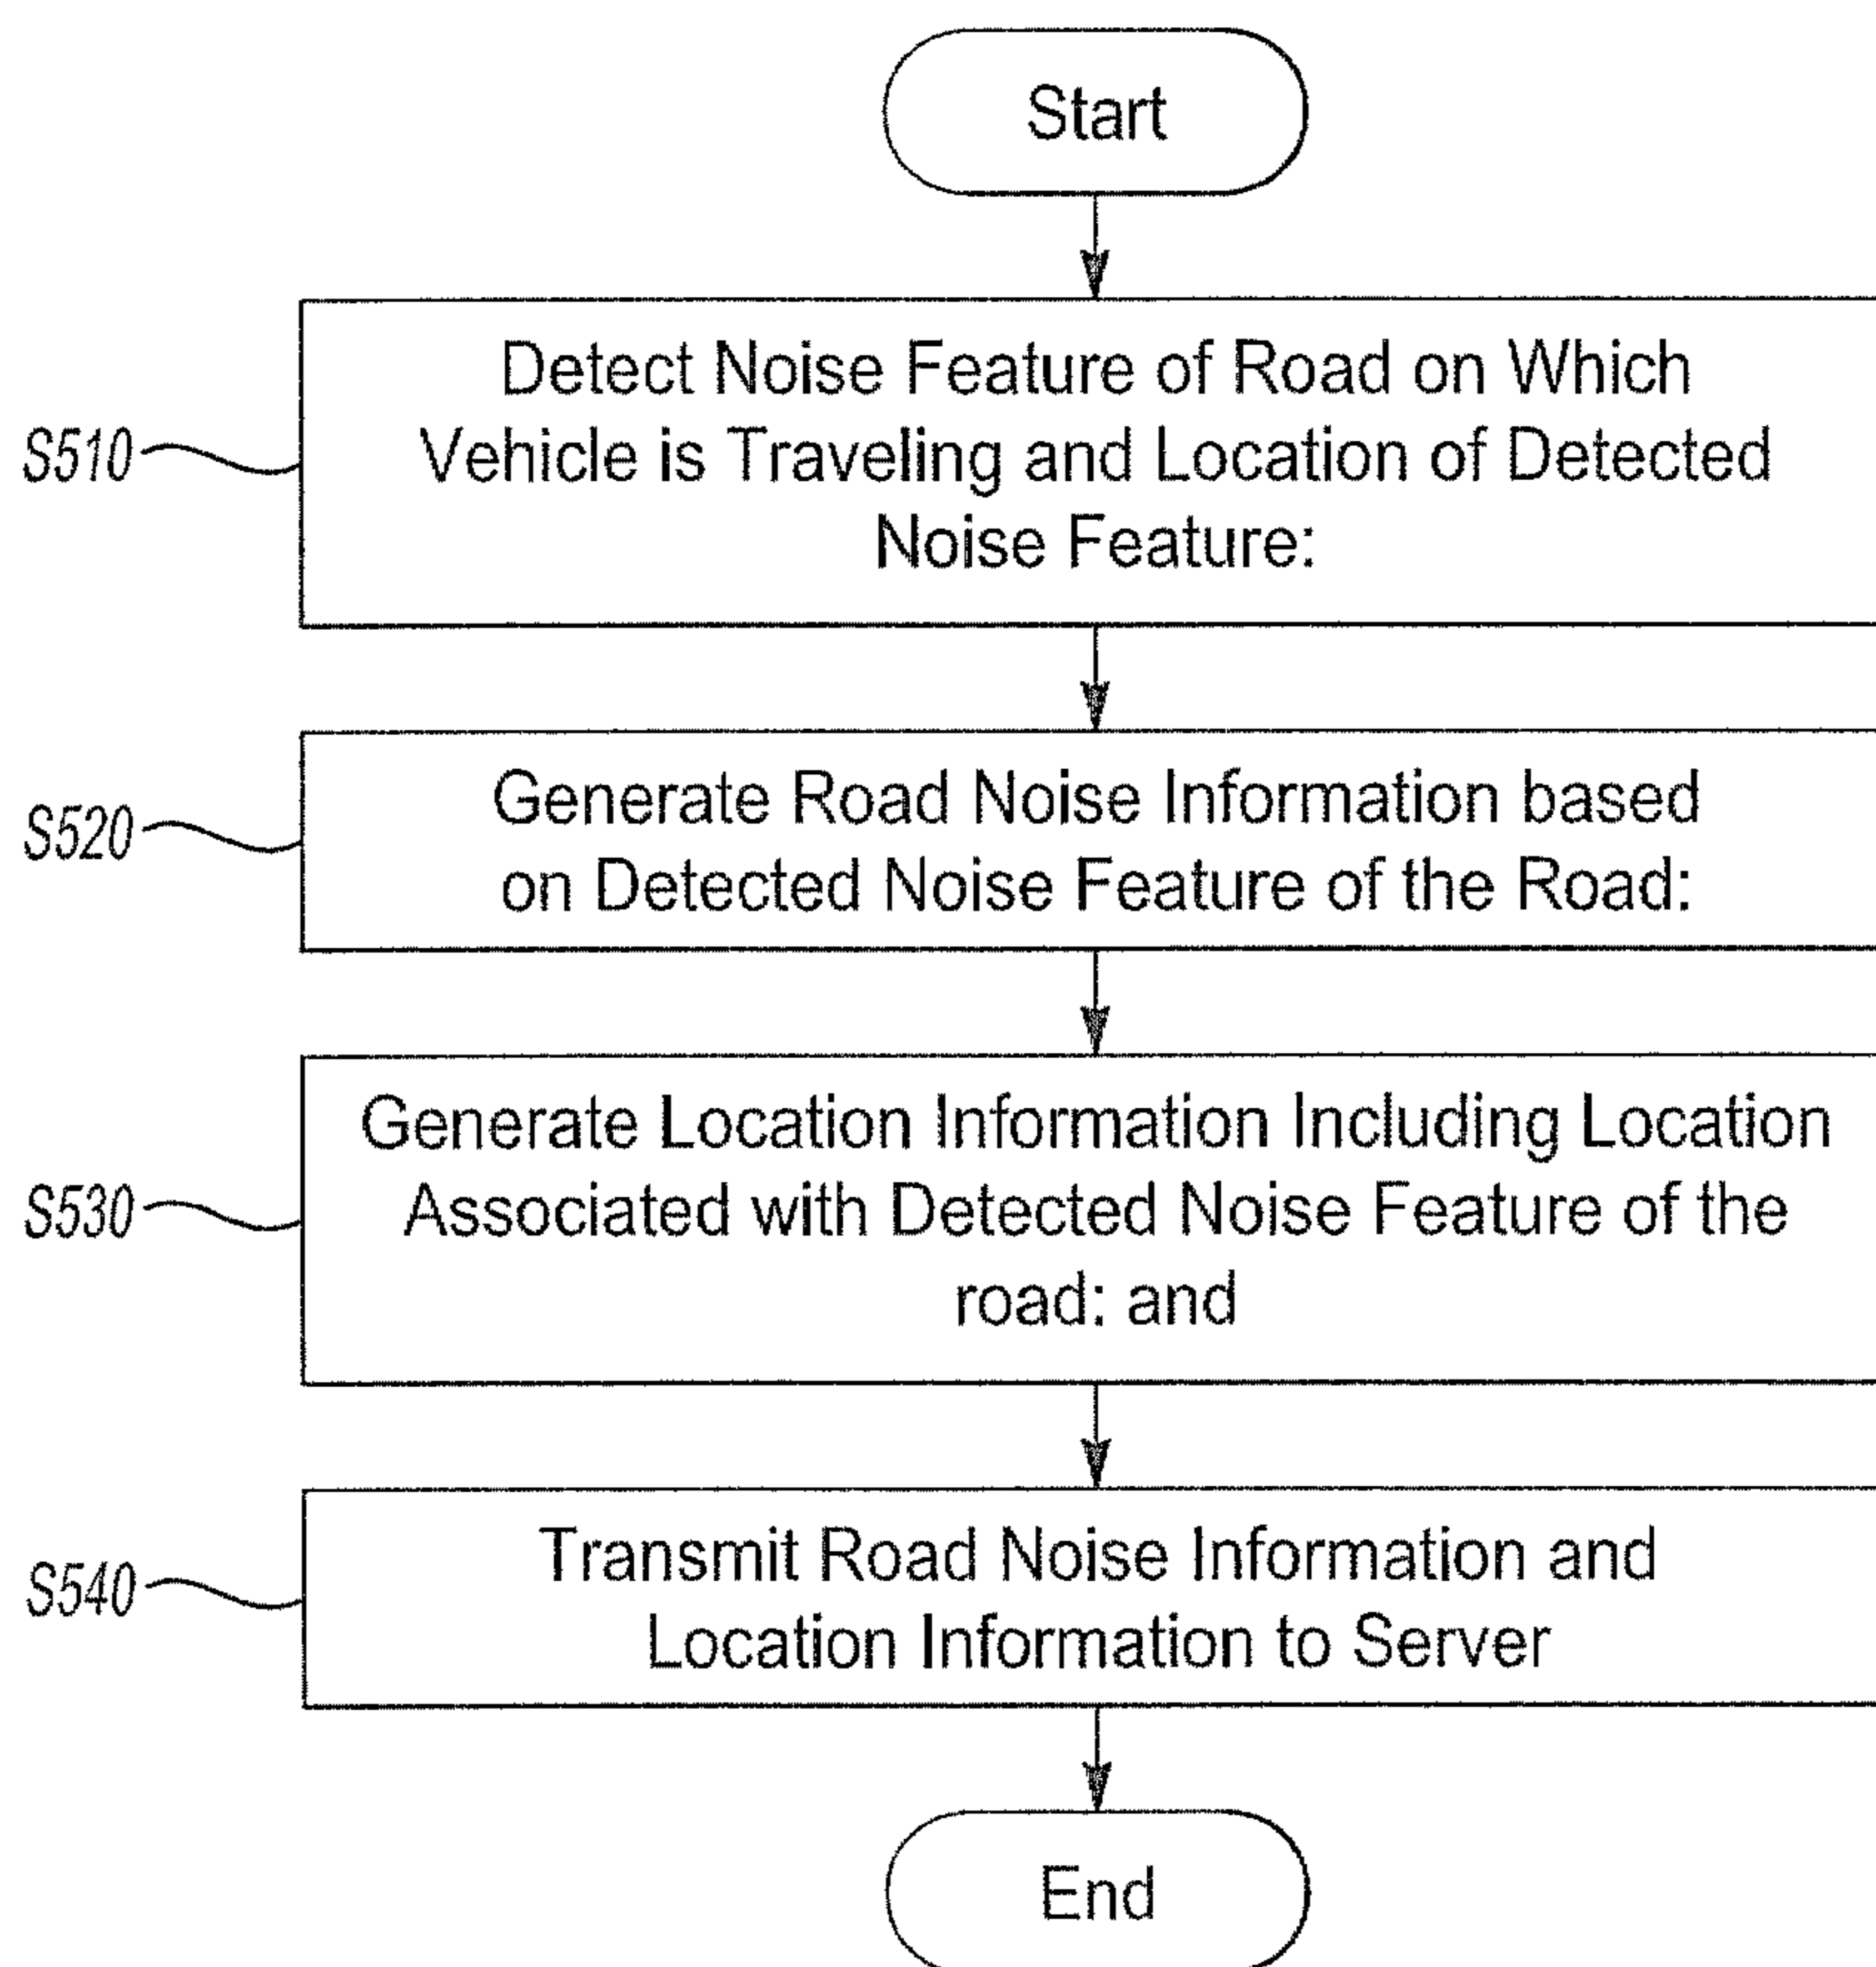 Start
S510
Detect Noise Feature of Road on Which
Vehicle is Traveling and Location of Detected
Noise Feature:
S520
Generate Road Noise Information based
on Detected Noise Feature of the Road:
S530
Generate Location Information Including Location
Associated with Detected Noise Feature of the
road: and
S540
Transmit Road Noise Information and
Location Information to Server
End